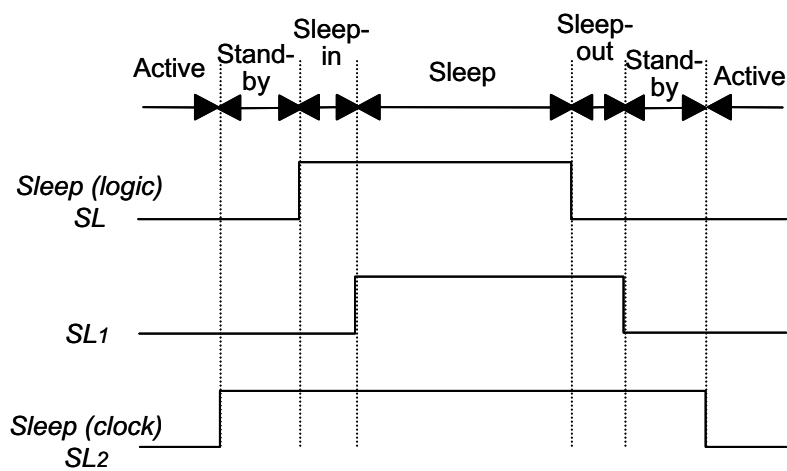 Active
Stand-
by
Sleep-
in
Sleep
Sleep-
out
Stand-
by
Active
Sleep (logic)
SL
SL1
Sleep (clock)
SL2